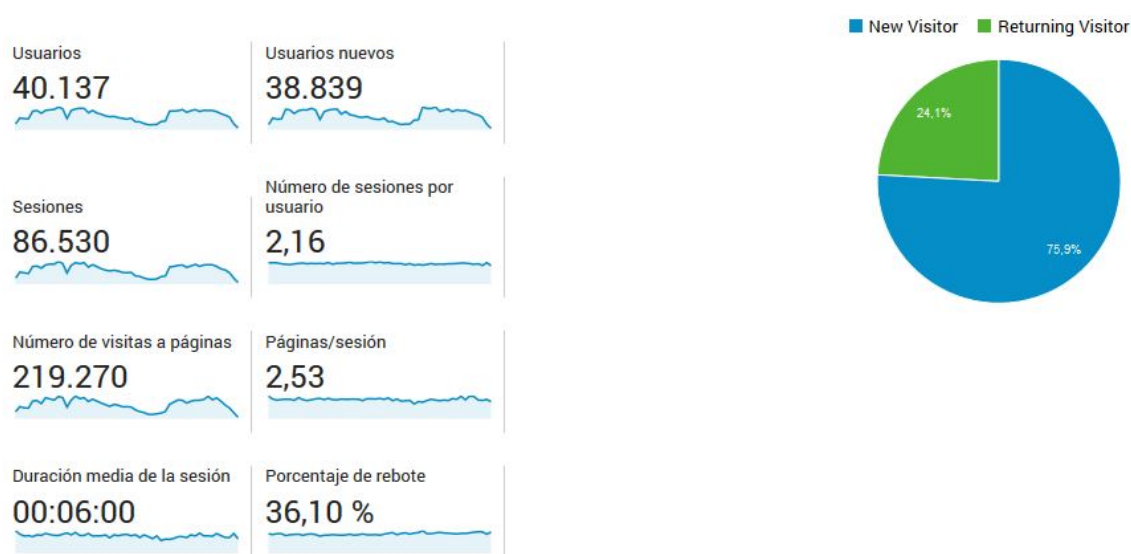 New Visitor
Returning Visitor
Usuarios
40.137
Usuarios nuevos
38.839
Sesiones
86.530
Número de sesiones por
usuario
2,16
Número de visitas a páginas
219.270
Páginas/sesión
2,53
Duración media de la sesión
00:06:00
Porcentaje de rebote
36,10 %
24,1%
75,9%